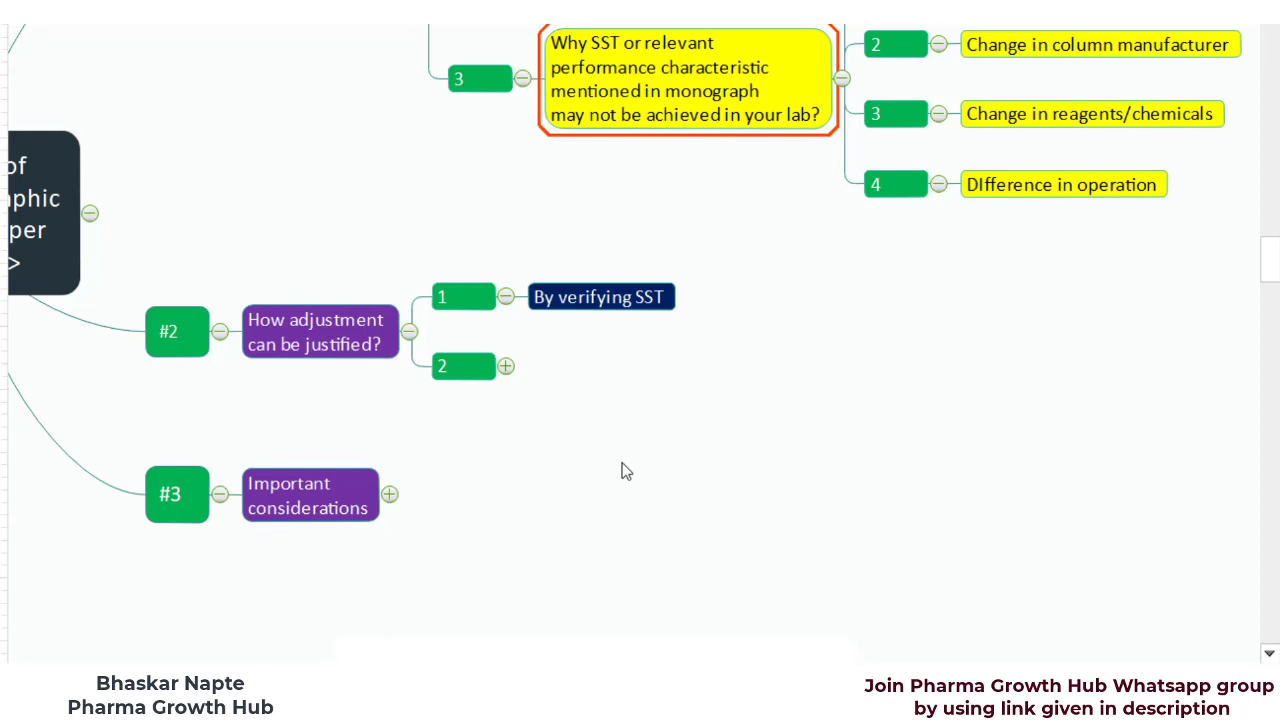 of
aphic
per
>
3
Why SST or relevant
performance characteristic
mentioned in monograph
may not be achieved in your lab?
2
Change in column manufacturer
3
Change in reagents/chemicals
4
DIfference in operation
#2
How adjustment
can be justified?
1
By verifying SST
2
#3
Important
considerations
Bhaskar Napte
Pharma Growth Hub
Join Pharma Growth Hub Whatsapp group
by using link given in description